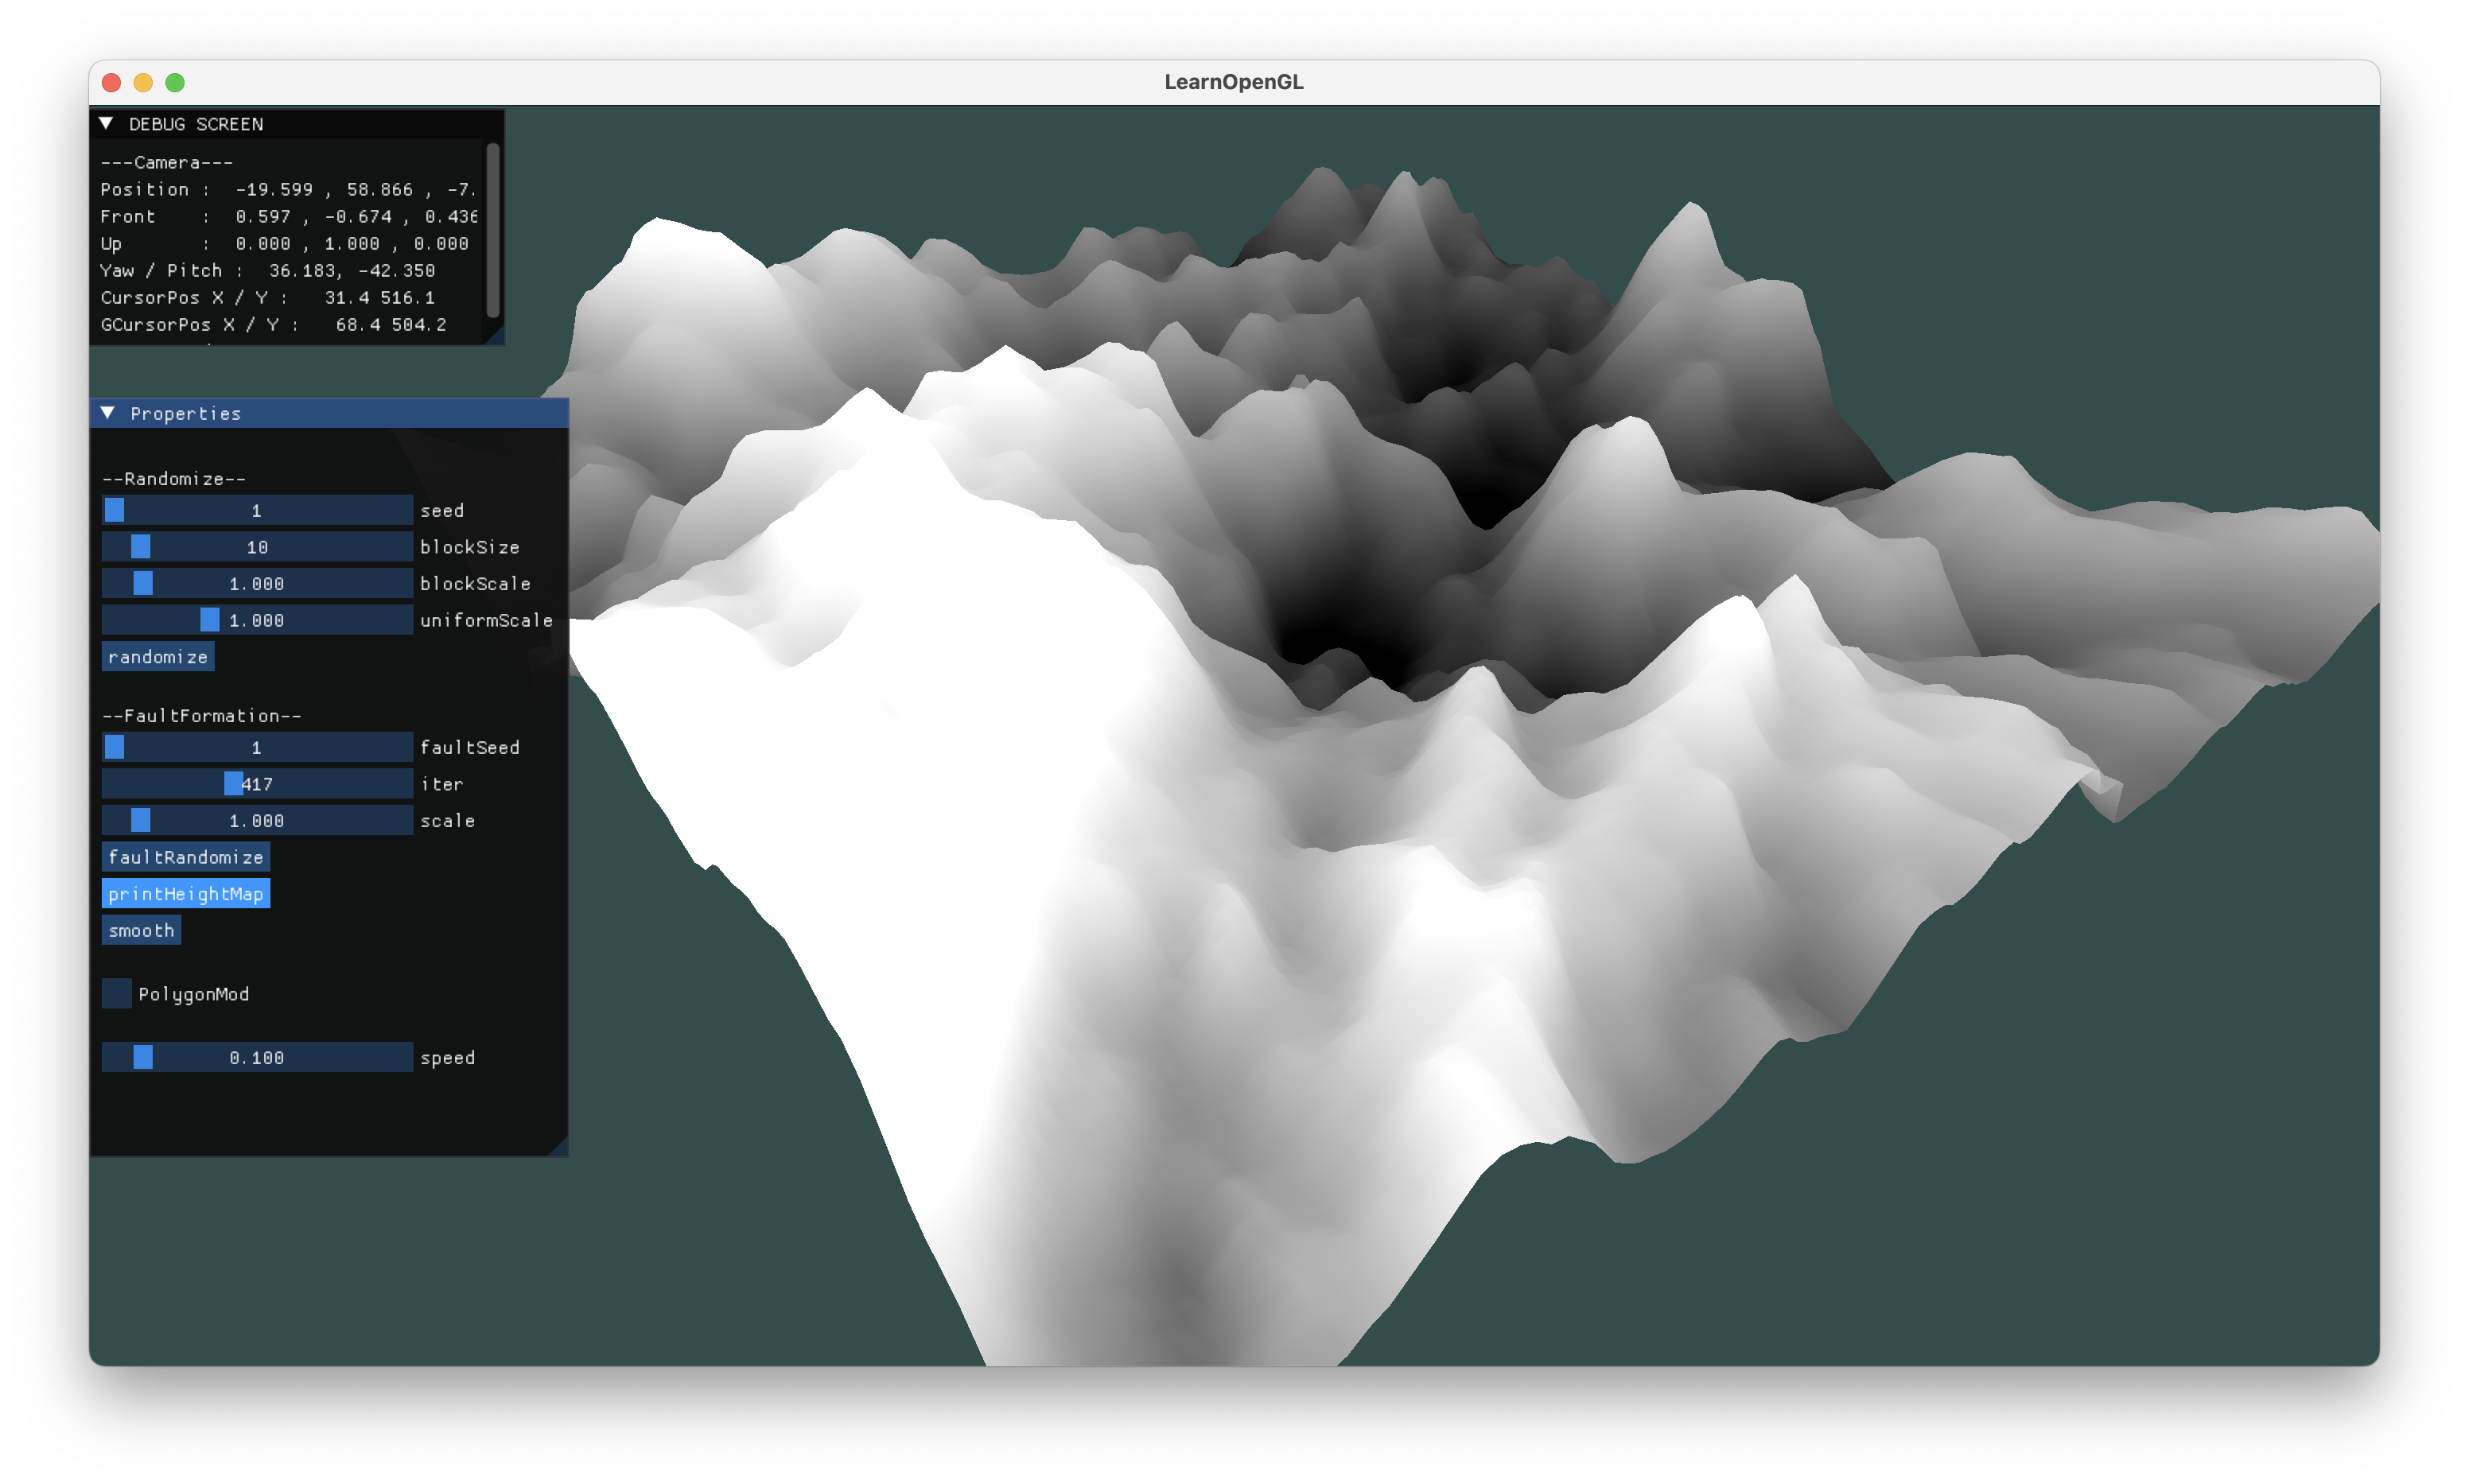 LearnOpenGL
DEBUG SCREEN
---Camera---
Position :  -19.599 , 58.866 , -7.
Front    :  0.597 , -0.674 , 0.436
Up       :  0.000 , 1.000 , 0.000
Yaw / Pitch :  36.183, -42.350
CursorPos X / Y :   31.4 516.1
GCursorPos X / Y :   68.4 504.2
Properties
--Randomize--
1 seed
10 blockSize
1.000 blockScale
1.000 uniformScale
randomize
--FaultFormation--
1 faultSeed
417 iter
1.000 scale
faultRandomize
printHeightMap
smooth
PolygonMod
0.100 speed